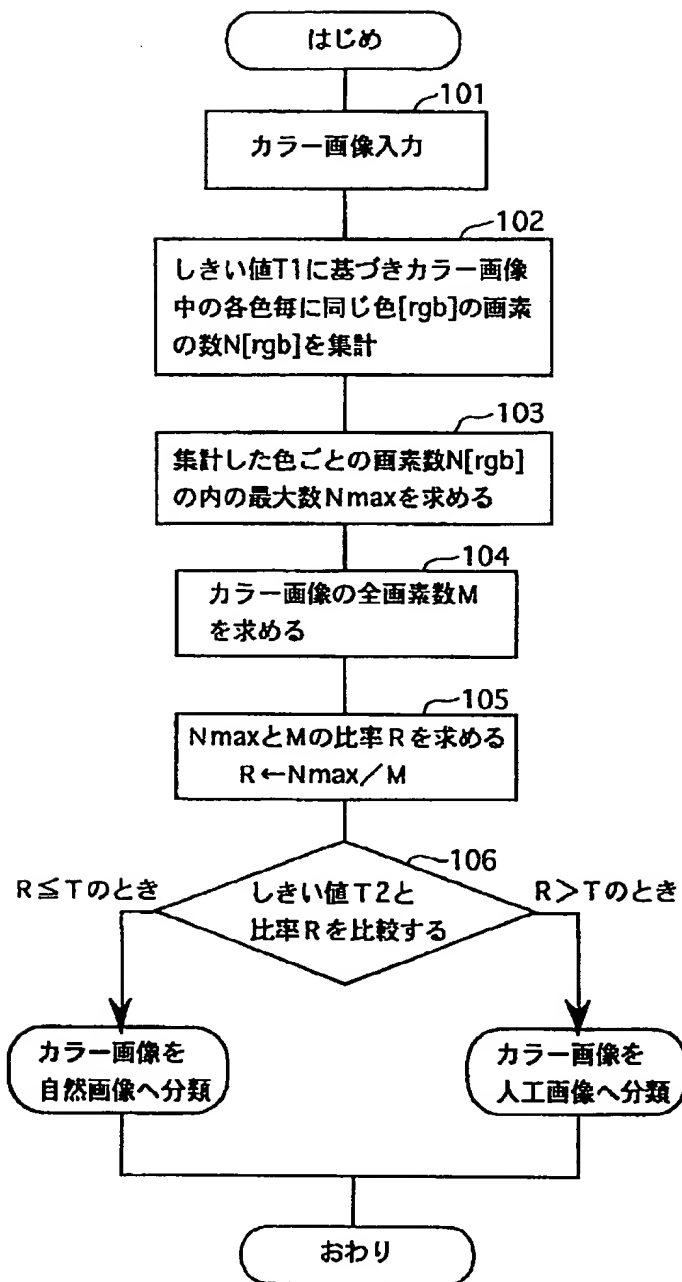 はじめ
101
カラー画像入力
102
しきい値T1に基づきカラー画像
中の各色毎に同じ色[rgb]の画素
の数N[rgb]を集計
103
集計した色ごとの画素数N[rgb]
の内の最大数Nmaxを求める
104
カラー画像の全画素数M
を求める
105
NmaxとMの比率Rを求める
R←Nmax／M
106
R≦Tのとき
しきい値T2と
比率Rを比較する
R＞Tのとき
カラー画像を
自然画像へ分類
カラー画像を
人工画像へ分類
おわり